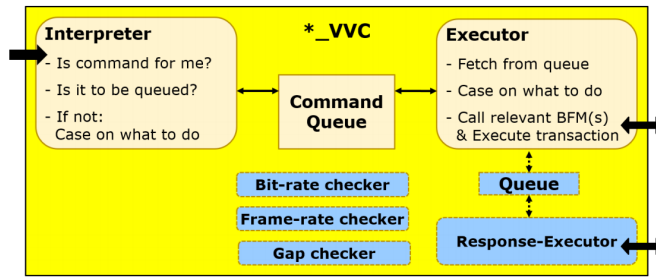 *_VVC
Interpreter
- Is command for me?
- Is it to be queued?
- If not:
Case on what to do
Command
Queue
Executor
- Fetch from queue
- Case on what to do
- Call relevant BFM(s)
& Execute transaction
Bit-rate checker
Frame-rate checker
Gap checker
Queue
Response-Executor